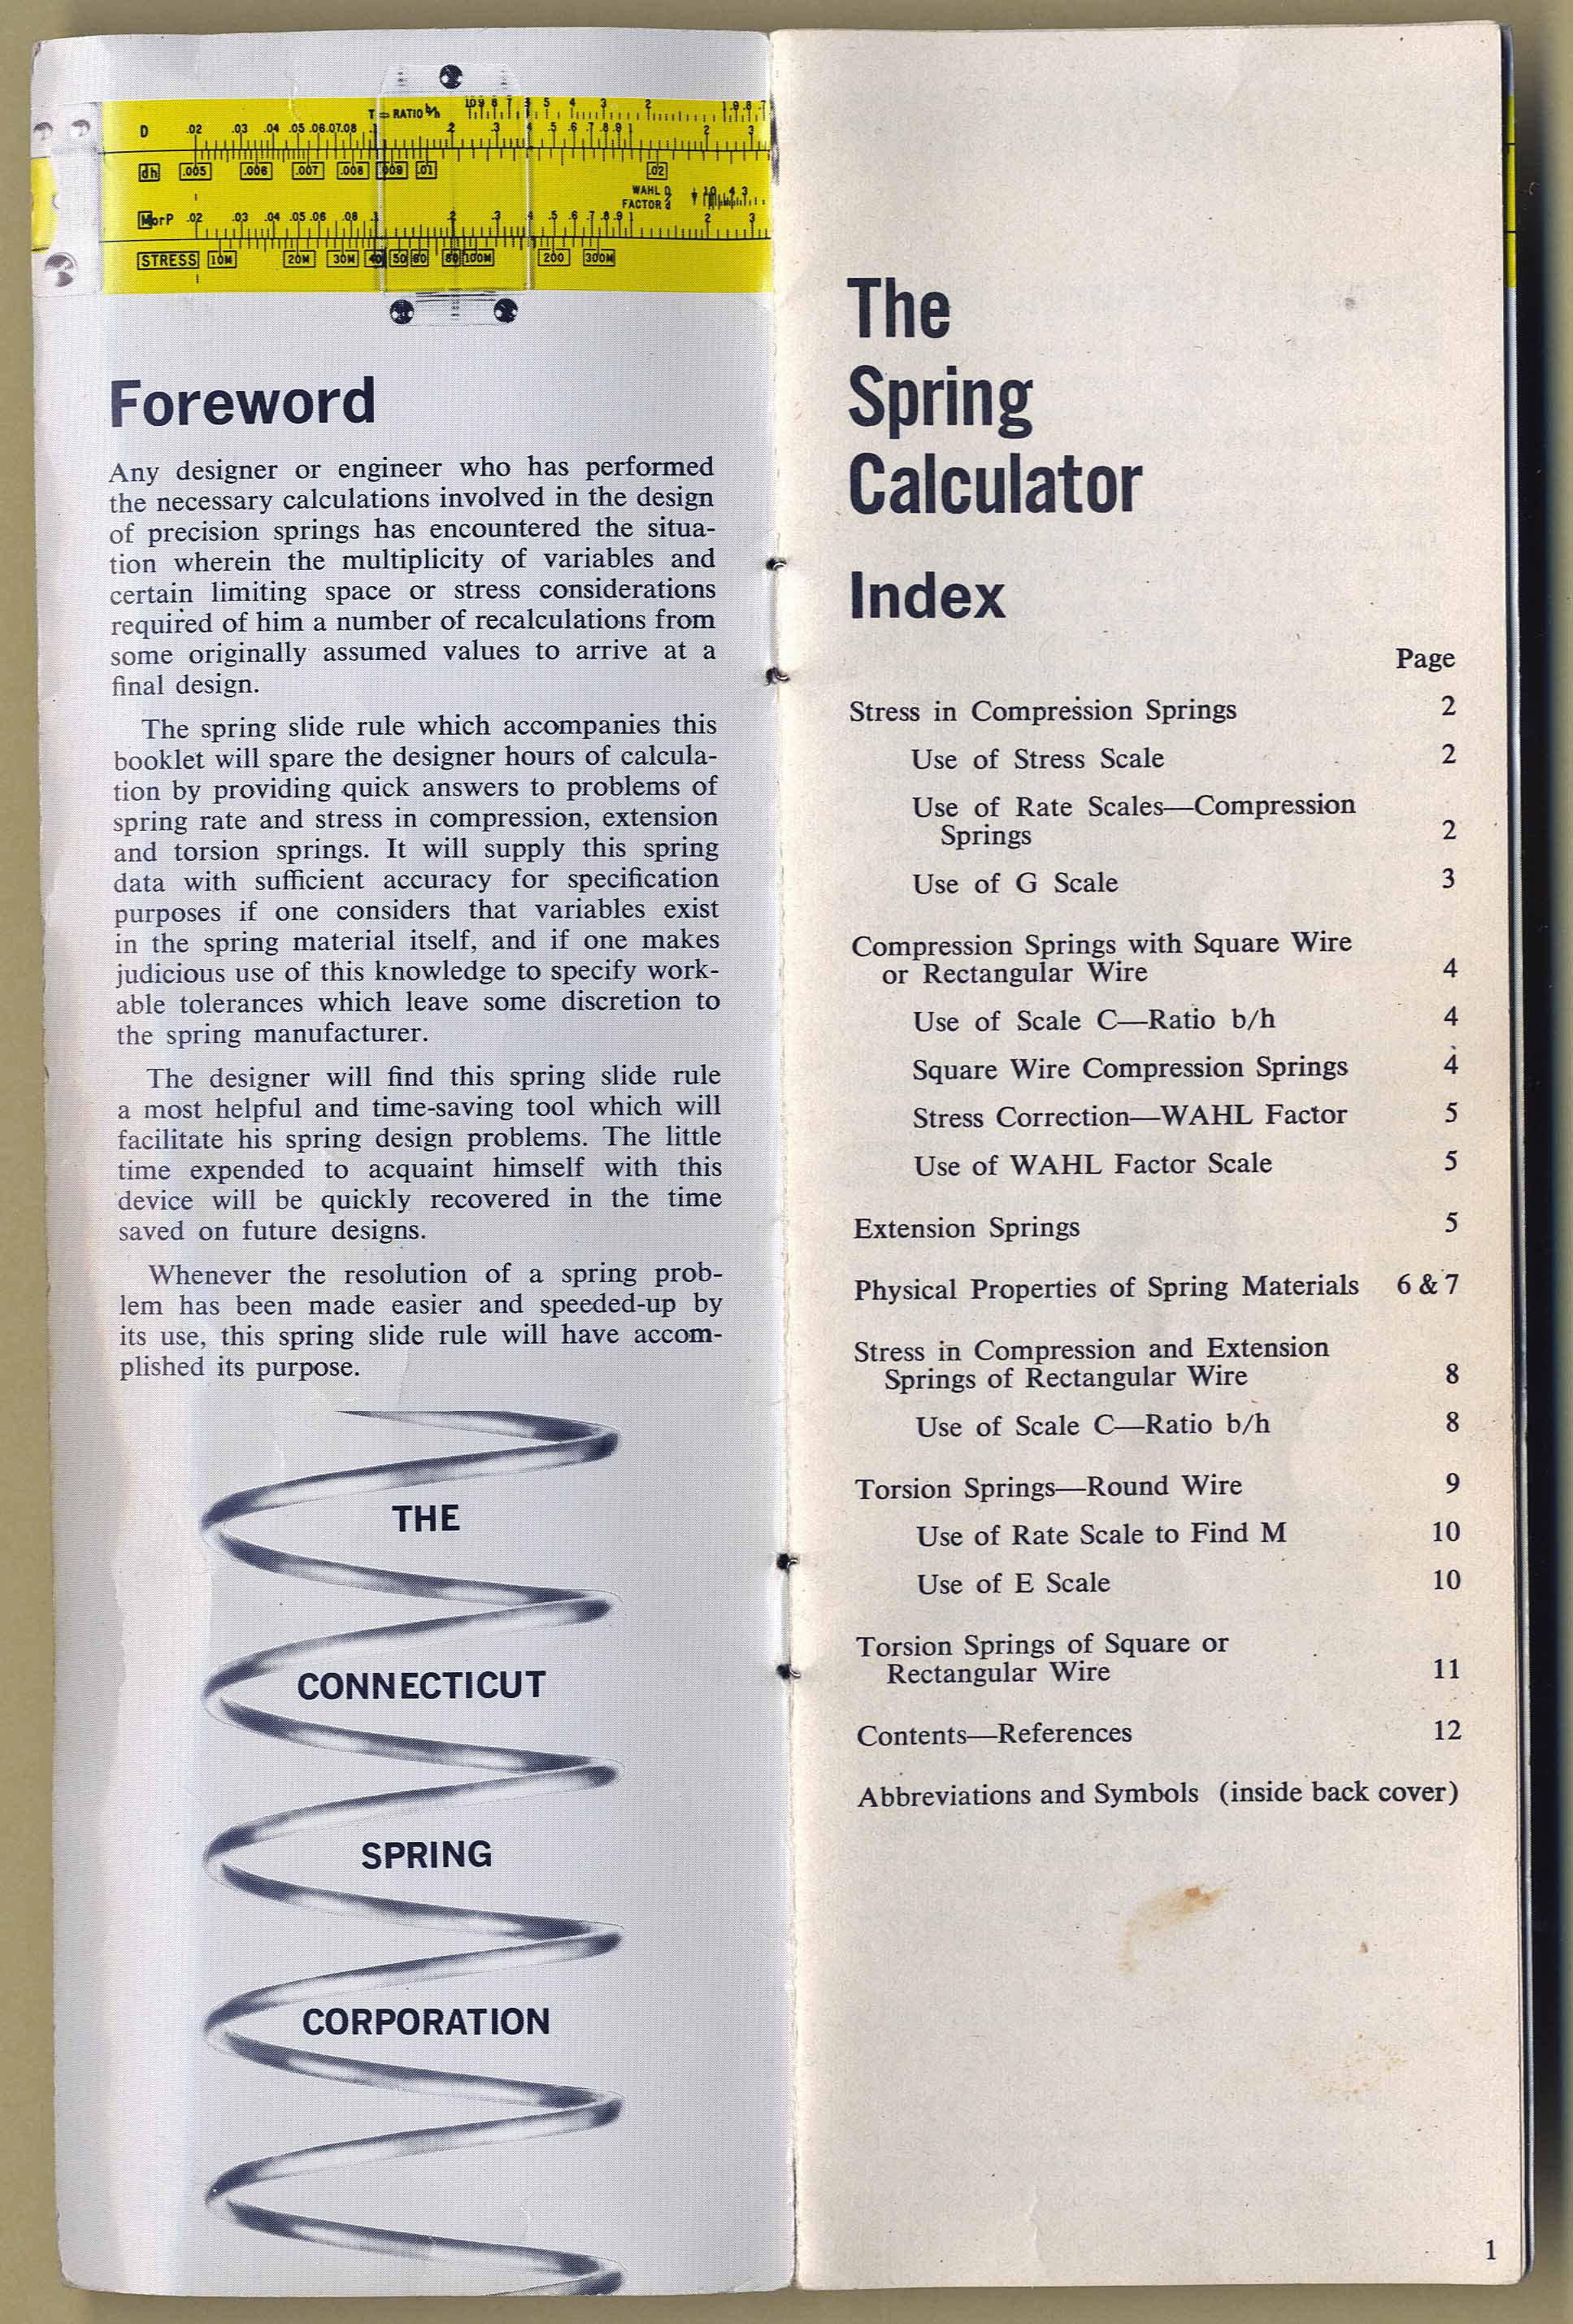 T = RATIO b/h 10 9 8 7 5 4 3 2 1 .9 .8 .7
D .02 .03 .04 .05 .06 .07 .08 .1 .2 .3 4 .5 .6 .7 .8 .9 1 2 3
dh .005 .006 .007 .008 .009 .01 .02
WAHL D
FACTOR d 10 4 3
M or P .02 .03 .04 .05 .06 .08 .1 .2 .3 4 .5 .6 .7 .8 .9 1 2 3
STRESS 10M 20M 30M 40 50 60 80 100M 200 300M
Foreword
Any designer or engineer who has performed
the necessary calculations involved in the design
of precision springs has encountered the situa-
tion wherein the multiplicity of variables and
certain limiting space or stress considerations
required of him a number of recalculations from
some originally assumed values to arrive at a
final design.
The spring slide rule which accompanies this
booklet will spare the designer hours of calcula-
tion by providing quick answers to problems of
spring rate and stress in compression, extension
and torsion springs. It will supply this spring
data with sufficient accuracy for specification
purposes if one considers that variables exist
in the spring material itself, and if one makes
judicious use of this knowledge to specify work-
able tolerances which leave some discretion to
the spring manufacturer.
The designer will find this spring slide rule
a most helpful and time-saving tool which will
facilitate his spring design problems. The little
time expended to acquaint himself with this
device will be quickly recovered in the time
saved on future designs.
Whenever the resolution of a spring prob-
lem has been made easier and speeded-up by
its use, this spring slide rule will have accom-
plished its purpose.
THE
CONNECTICUT
SPRING
CORPORATION
The
Spring
Calculator
Index
Page
Stress in Compression Springs 2
Use of Stress Scale 2
Use of Rate Scales—Compression
Springs 2
Use of G Scale 3
Compression Springs with Square Wire
or Rectangular Wire 4
Use of Scale C—Ratio b/h 4
Square Wire Compression Springs 4
Stress Correction—WAHL Factor 5
Use of WAHL Factor Scale 5
Extension Springs 5
Physical Properties of Spring Materials 6 & 7
Stress in Compression and Extension
Springs of Rectangular Wire 8
Use of Scale C—Ratio b/h 8
Torsion Springs—Round Wire 9
Use of Rate Scale to Find M 10
Use of E Scale 10
Torsion Springs of Square or
Rectangular Wire 11
Contents—References 12
Abbreviations and Symbols (inside back cover)
1